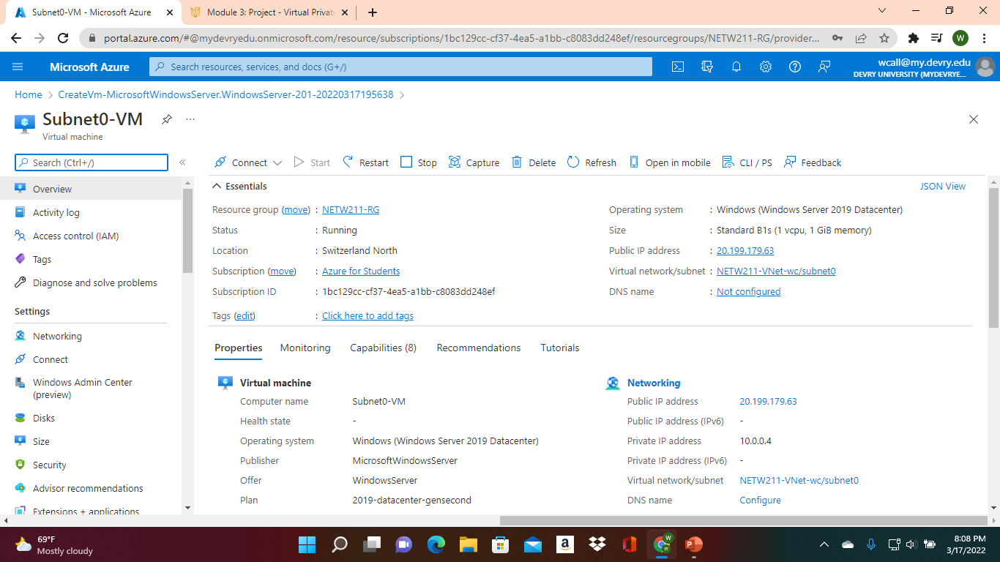 Subnet0-VM - Microsoft Azure
Module 3: Project - Virtual Privat
portal.azure.com/#@mydevryedu.onmicrosoft.com/resource/subscriptions/1bc129cc-cf37-4ea5-a1bb-c8083dd248ef/resourcegroups/NETW211-RG/provider...
W
Microsoft Azure
Search resources, services, and docs (G+/)
wcall@my.devry.edu
DEVRY UNIVERSITY (MYDEVRYE...
Home > CreateVm-MicrosoftWindowsServer.WindowsServer-201-20220317195638 >
Subnet0-VM
Virtual machine
Search (Ctrl+/)
Connect Start Restart Stop Capture Delete Refresh Open in mobile CLI / PS Feedback
Overview
Activity log
Access control (IAM)
Tags
Diagnose and solve problems
Settings
Networking
Connect
Windows Admin Center
(preview)
Disks
Size
Security
Advisor recommendations
Extensions + applications
Essentials
JSON View
Resource group (move) : NETW211-RG
Status : Running
Location : Switzerland North
Subscription (move) : Azure for Students
Subscription ID : 1bc129cc-cf37-4ea5-a1bb-c8083dd248ef
Tags (edit) : Click here to add tags
Operating system : Windows (Windows Server 2019 Datacenter)
Size : Standard B1s (1 vcpu, 1 GiB memory)
Public IP address : 20.199.179.63
Virtual network/subnet : NETW211-VNet-wc/subnet0
DNS name : Not configured
Properties Monitoring Capabilities (8) Recommendations Tutorials
Virtual machine
Computer name Subnet0-VM
Health state -
Operating system Windows (Windows Server 2019 Datacenter)
Publisher MicrosoftWindowsServer
Offer WindowsServer
Plan 2019-datacenter-gensecond
Networking
Public IP address 20.199.179.63
Public IP address (IPv6) -
Private IP address 10.0.0.4
Private IP address (IPv6) -
Virtual network/subnet NETW211-VNet-wc/subnet0
DNS name Configure
69°F
Mostly cloudy
8:08 PM
3/17/2022